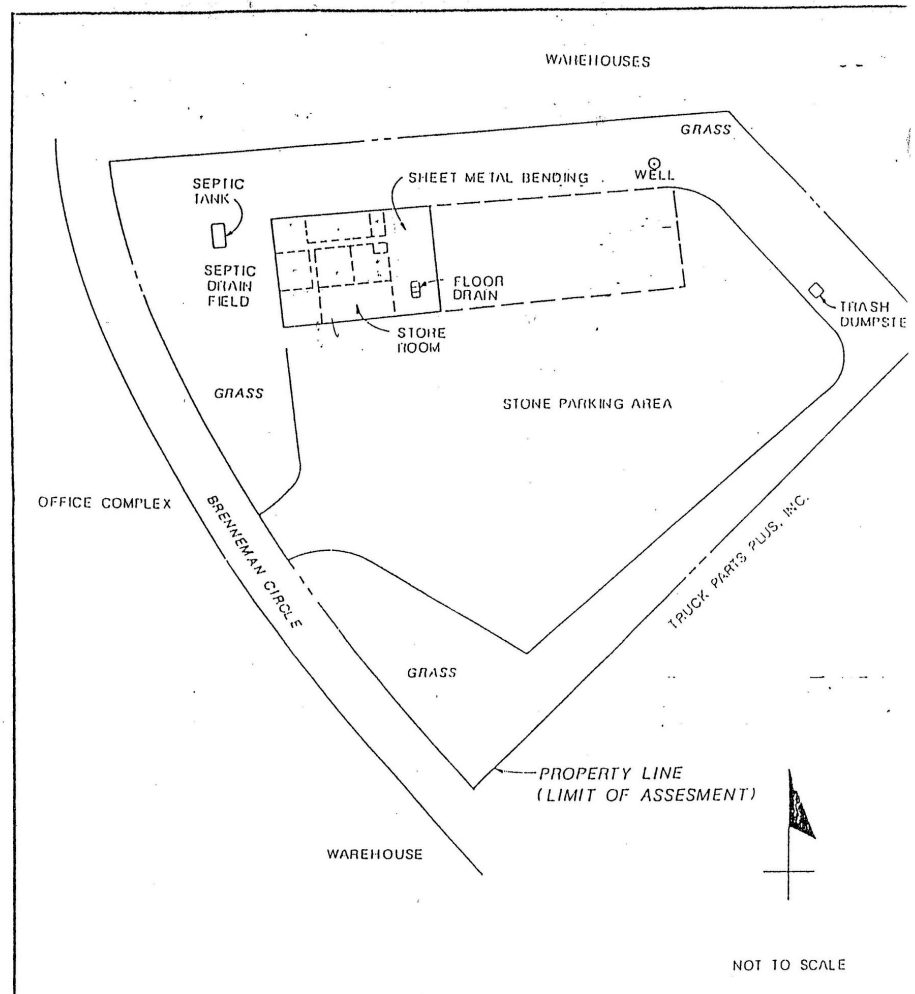 WAREHOUSES
GRASS
WELL
SHEET METAL BENDING
SEPTIC
TANK
SEPTIC
DRAIN
FIELD
FLOOR
DRAIN
TRASH
DUMPSTE
STORE
ROOM
GRASS
STONE PARKING AREA
OFFICE COMPLEX
BRENNEMAN CIRCLE
TRUCK PARTS PLUS, INC.
GRASS
PROPERTY LINE
(LIMIT OF ASSESMENT)
WAREHOUSE
NOT TO SCALE